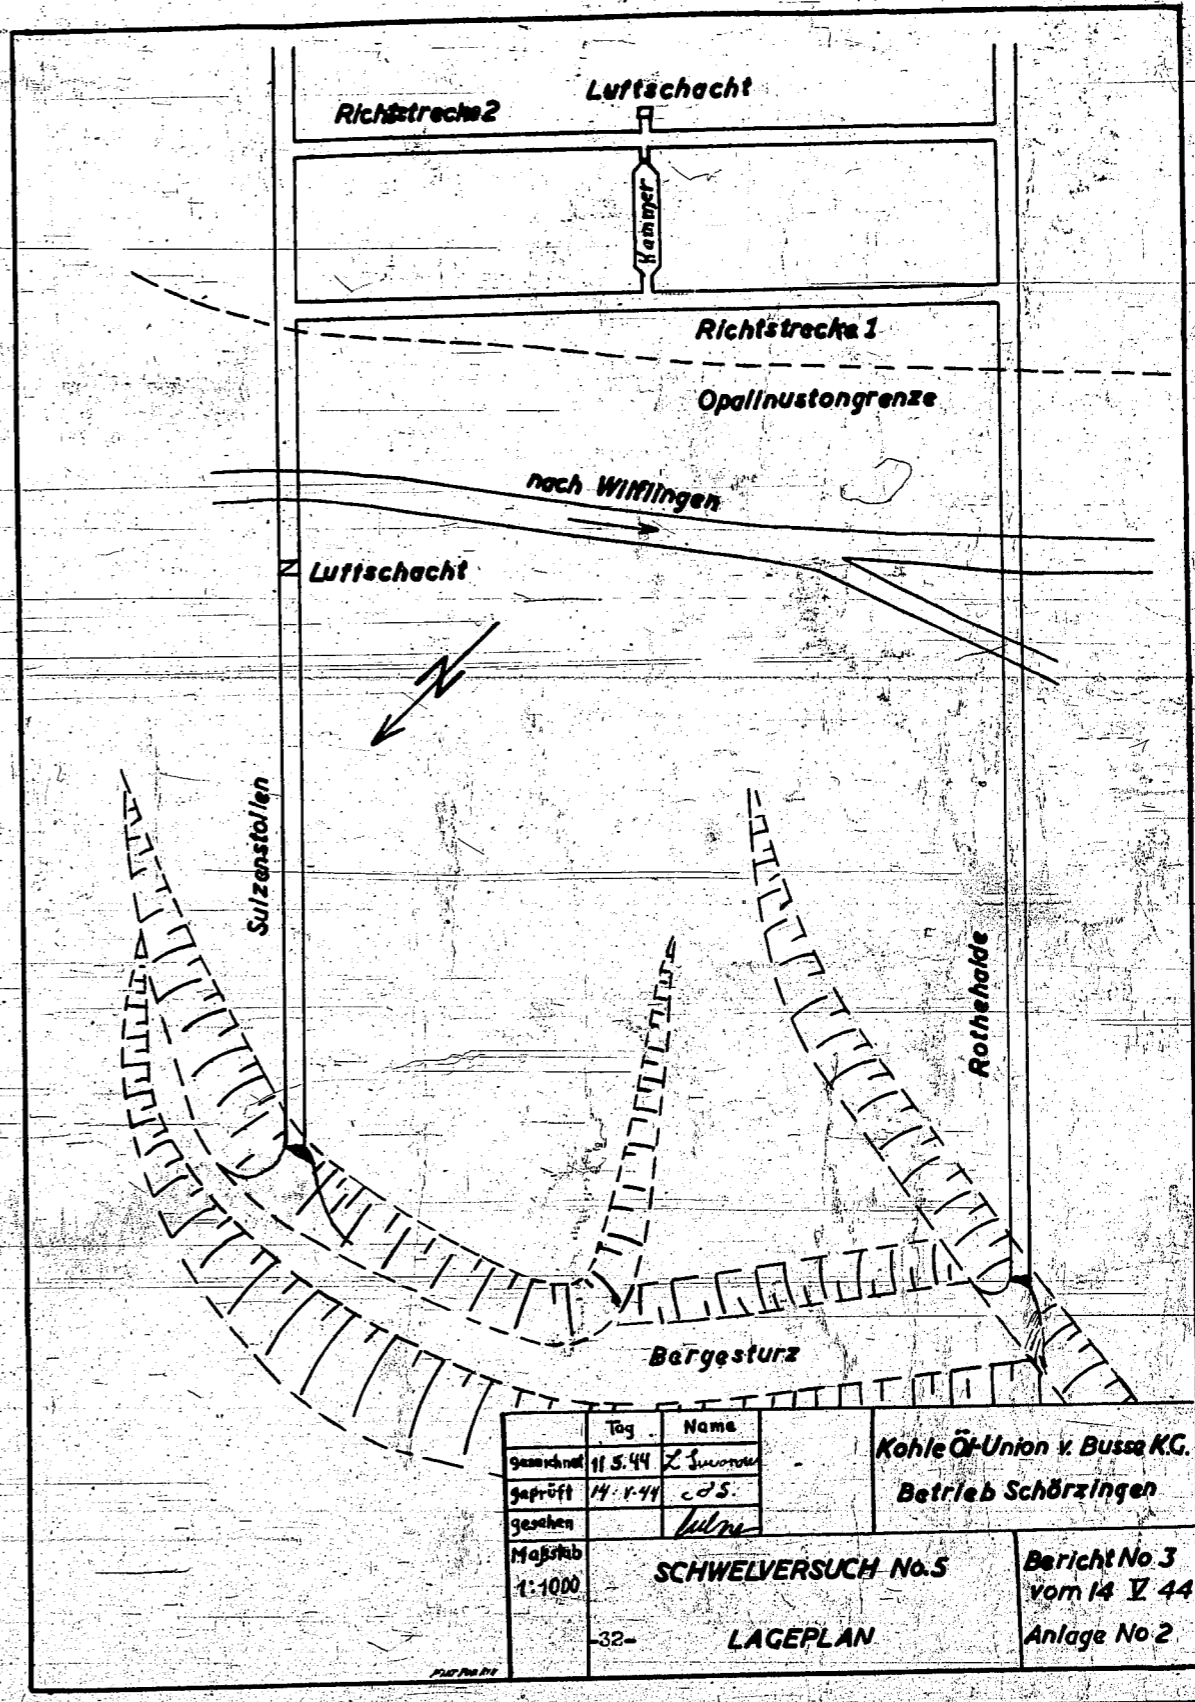 Luftschacht
Richtstrecke 2
Kammer
Richtstrecke 1
Opalinustongrenze
nach Wilflingen
Luftschacht
N
Sulzenstollen
Rothehalde
Bergesturz
Tag Name
gezeichnet 11 5.44
geprüft 14. V. 44
gesehen
Maßstab
1:1000
Kohle Öl-Union v. Busse K.G.
Betrieb Schörzingen
SCHWELVERSUCH No. 5
LAGEPLAN
Bericht No 3
vom 14 V 44
Anlage No 2
-32-